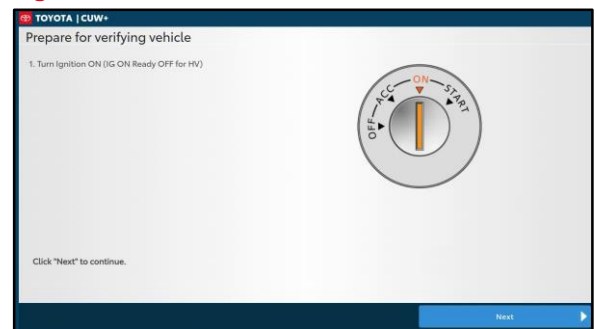 TOYOTA | CUW+
Prepare for verifying vehicle
1. Turn Ignition ON (IG ON Ready OFF for HV)
OFF
ACC
ON
START
Click "Next" to continue.
Next